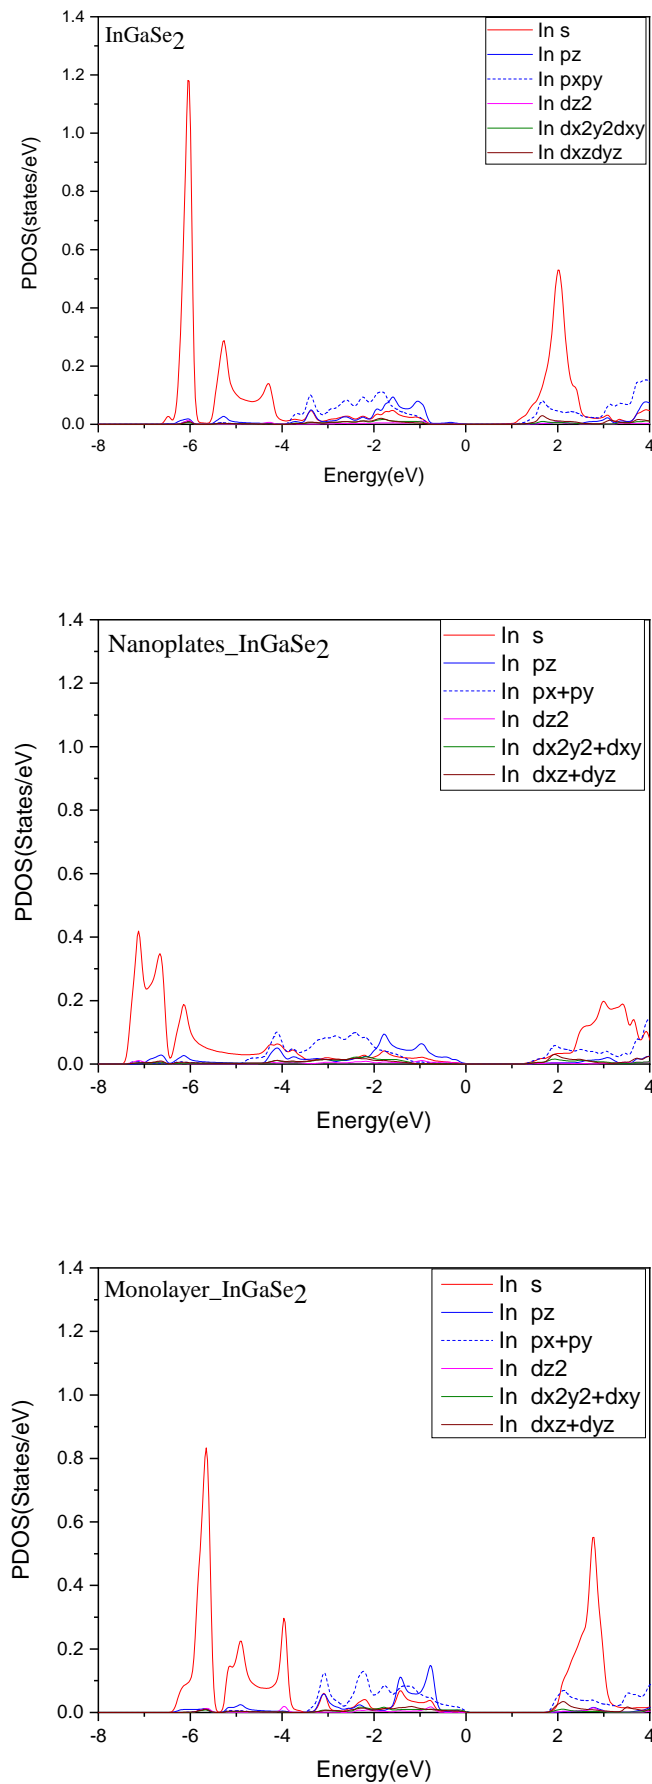 InGaSe2
In s
In pz
In pxpy
In dz2
In dx2y2dxy
In dxzdyz
PDOS(states/eV)
1.4
1.2
1.0
0.8
0.6
0.4
0.2
0.0
-8 -6 -4 -2 0 2 4
Energy(eV)
Nanoplates_InGaSe2
In s
In pz
In px+py
In dz2
In dx2y2+dxy
In dxz+dyz
PDOS(States/eV)
1.4
1.2
1.0
0.8
0.6
0.4
0.2
0.0
-8 -6 -4 -2 0 2 4
Energy(eV)
Monolayer_InGaSe2
In s
In pz
In px+py
In dz2
In dx2y2+dxy
In dxz+dyz
PDOS(States/eV)
1.4
1.2
1.0
0.8
0.6
0.4
0.2
0.0
-8 -6 -4 -2 0 2 4
Energy(eV)